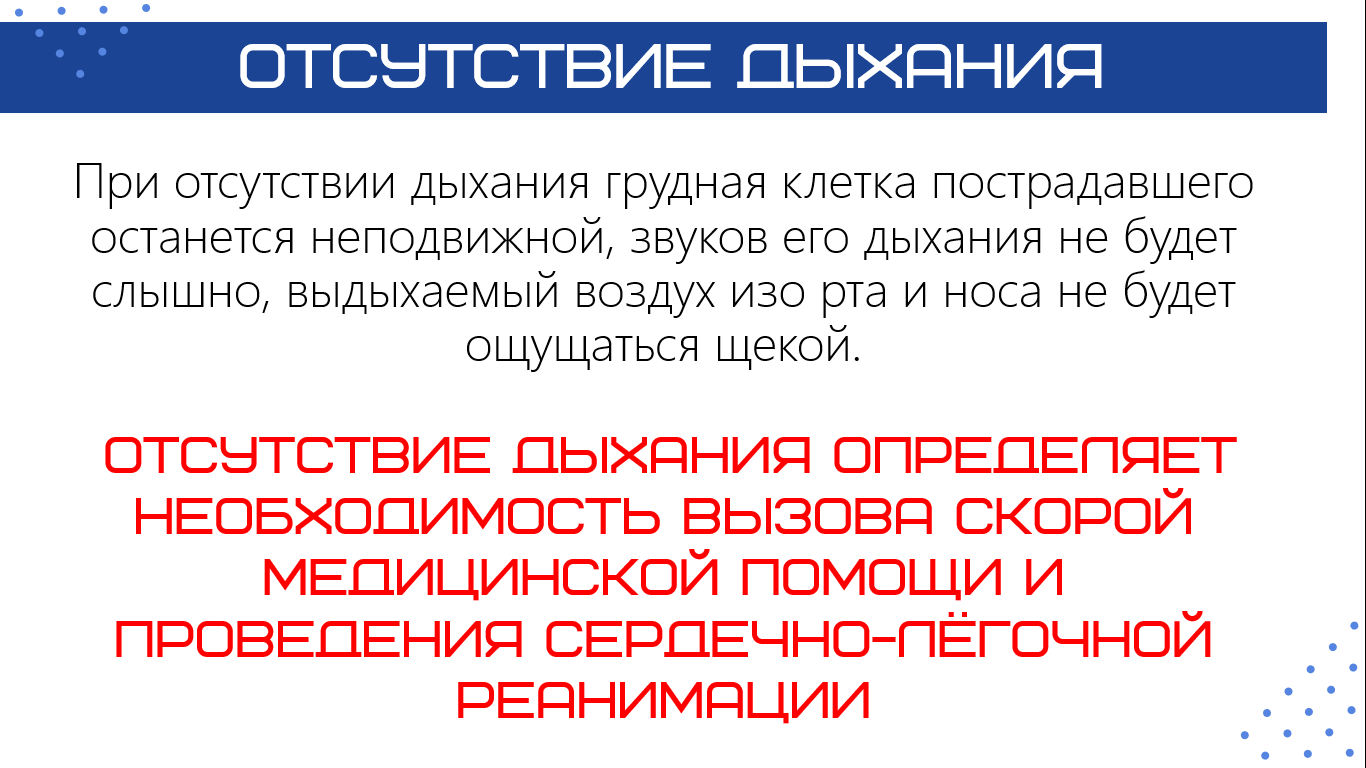 ОТСУТСТВИЕ ДЫХАНИЯ
При отсутствии дыхания грудная клетка пострадавшего
останется неподвижной, звуков его дыхания не будет
слышно, выдыхаемый воздух изо рта и носа не будет
ощущаться щекой.
ОТСУТСТВИЕ ДЫХАНИЯ ОПРЕДЕЛЯЕТ
НЕОБХОДИМОСТЬ ВЫЗОВА СКОРОЙ
МЕДИЦИНСКОЙ ПОМОЩИ И
ПРОВЕДЕНИЯ СЕРДЕЧНО-ЛЁГОЧНОЙ
РЕАНИМАЦИИ